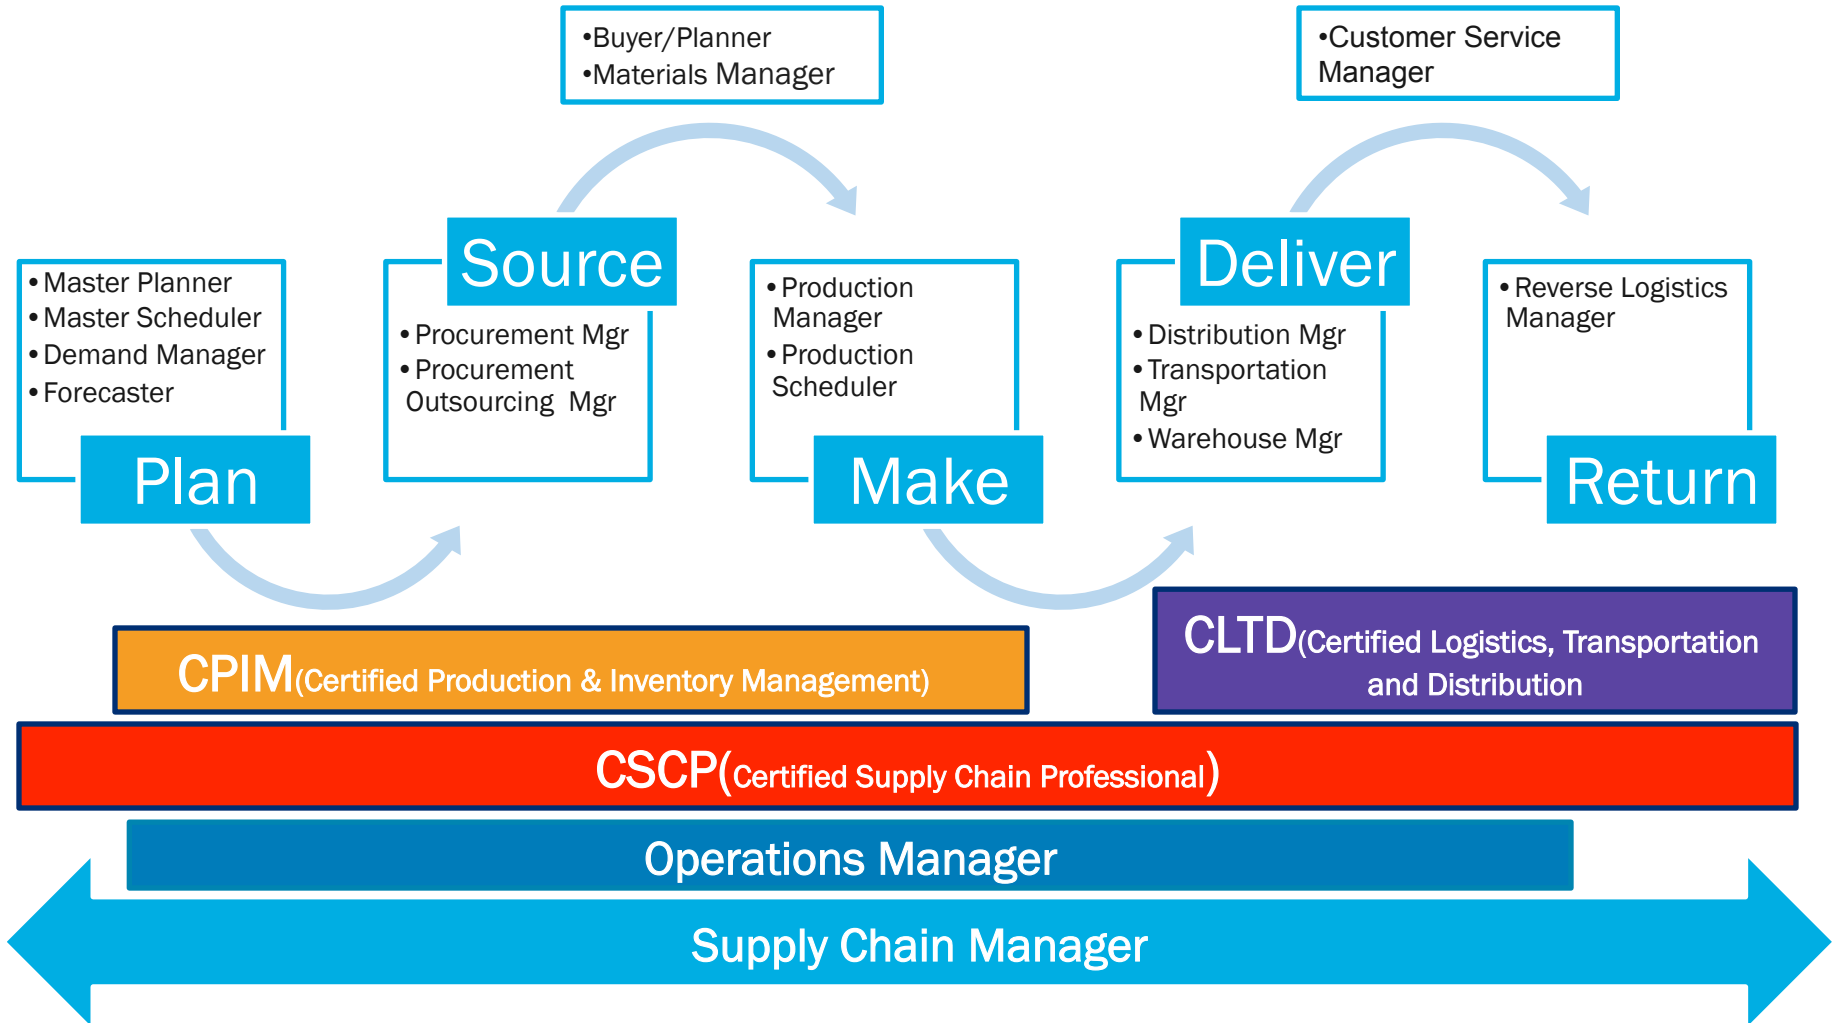 •Buyer/Planner
•Materials Manager
•Customer Service
Manager
Source
Deliver
•Master Planner
•Master Scheduler
•Demand Manager
•Forecaster
Plan
•Procurement Mgr
•Procurement
Outsourcing Mgr
•Production
Manager
•Production
Scheduler
Make
•Distribution Mgr
•Transportation
Mgr
•Warehouse Mgr
•Reverse Logistics
Manager
Return
CPIM(Certified Production & Inventory Management)
CLTD(Certified Logistics, Transportation
and Distribution
CSCP(Certified Supply Chain Professional)
Operations Manager
Supply Chain Manager